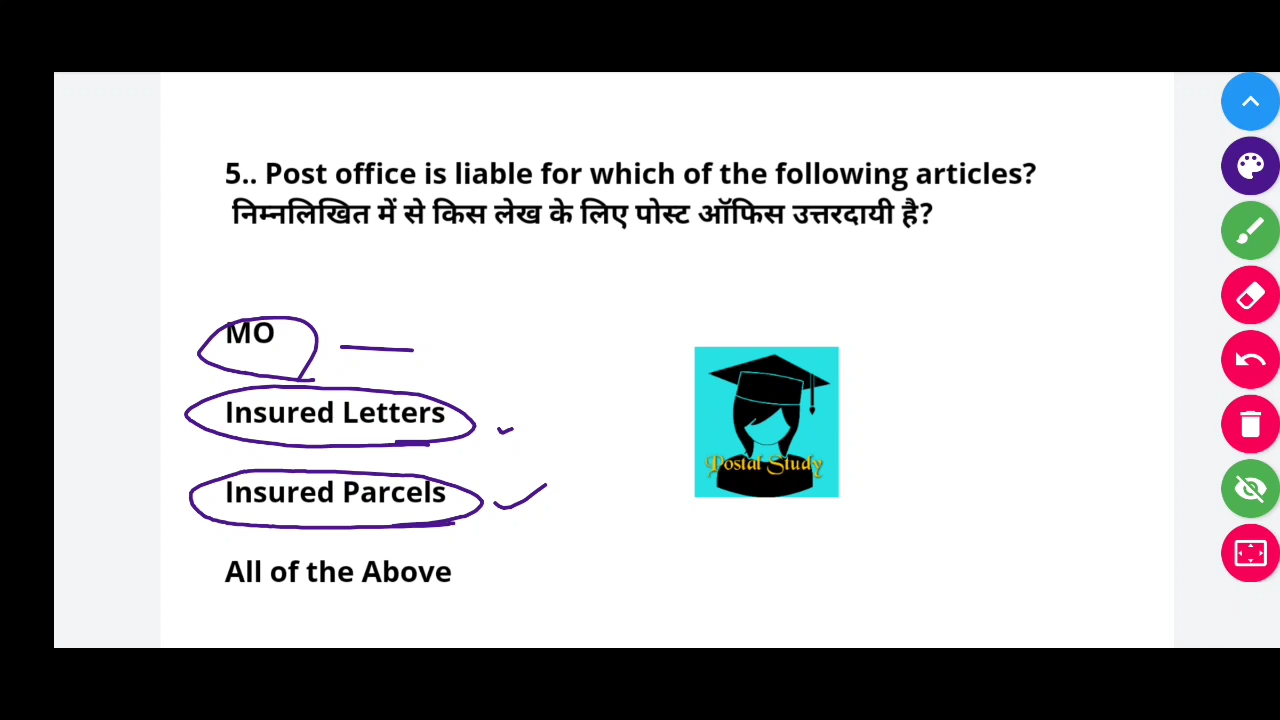 5.. Post office is liable for which of the following articles?
निम्नलिखित में से किस लेख के लिए पोस्ट ऑफिस उत्तरदायी है?
MO
Insured Letters
Insured Parcels
All of the Above
Postal Study